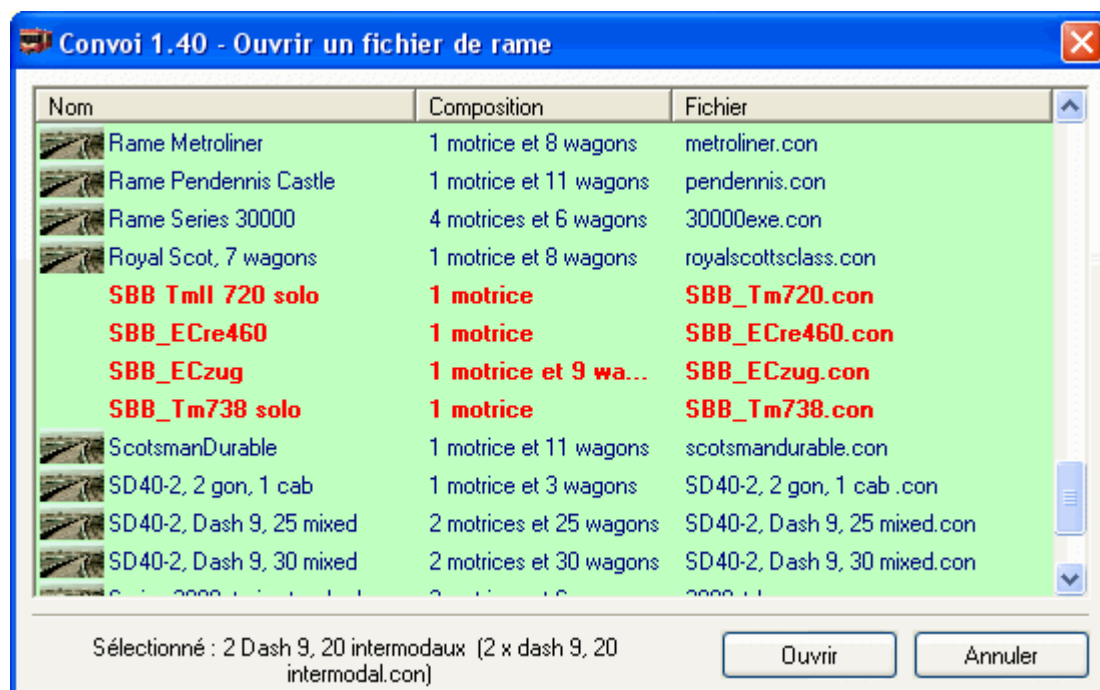 Convoi 1.40 - Ouvrir un fichier de rame
Nom Composition Fichier
Rame Metroliner 1 motrice et 8 wagons metroliner.con
Rame Pendennis Castle 1 motrice et 11 wagons pendennis.con
Rame Series 30000 4 motrices et 6 wagons 30000exe.con
Royal Scot, 7 wagons 1 motrice et 8 wagons royalscottsclass.con
SBB TmII 720 solo 1 motrice SBB_Tm720.con
SBB_ECre460 1 motrice SBB_ECre460.con
SBB_ECzug 1 motrice et 9 wa... SBB_ECzug.con
SBB_Tm738 solo 1 motrice SBB_Tm738.con
ScotsmanDurable 1 motrice et 11 wagons scotsmandurable.con
SD40-2, 2 gon, 1 cab 1 motrice et 3 wagons SD40-2, 2 gon, 1 cab .con
SD40-2, Dash 9, 25 mixed 2 motrices et 25 wagons SD40-2, Dash 9, 25 mixed.con
SD40-2, Dash 9, 30 mixed 2 motrices et 30 wagons SD40-2, Dash 9, 30 mixed.con
Sélectionné : 2 Dash 9, 20 intermodaux (2 x dash 9, 20
intermodal.con)
Ouvrir Annuler